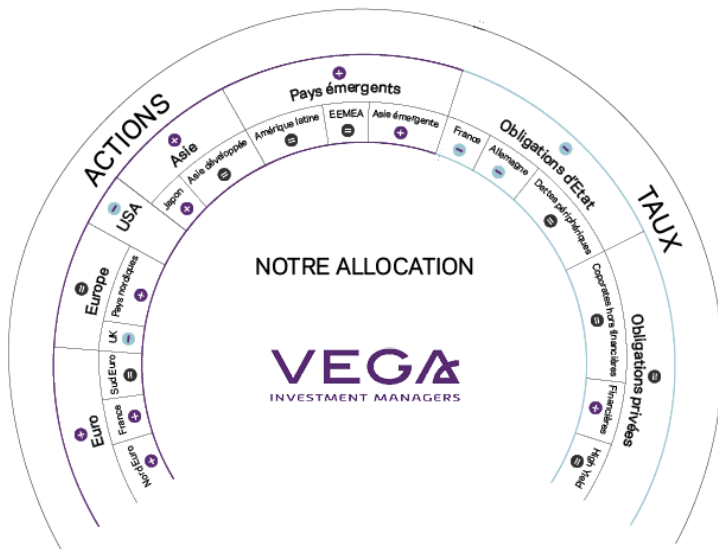 ACTIONS
Euro
+
Nord Euro
+
France
+
Sud Euro
=
Europe
=
UK
-
Pays nordiques
+
USA
-
Asie
+
Japon
+
Asie développée
=
Pays émergents
+
Amérique latine
=
EEMEA
=
Asie émergente
+
TAUX
Obligations d'Etat
-
France
-
Allemagne
-
Dettes périphériques
=
Obligations privées
=
Coporates hors financières
=
Financières
+
High Yield
=
NOTRE ALLOCATION
VEGA
INVESTMENT MANAGERS